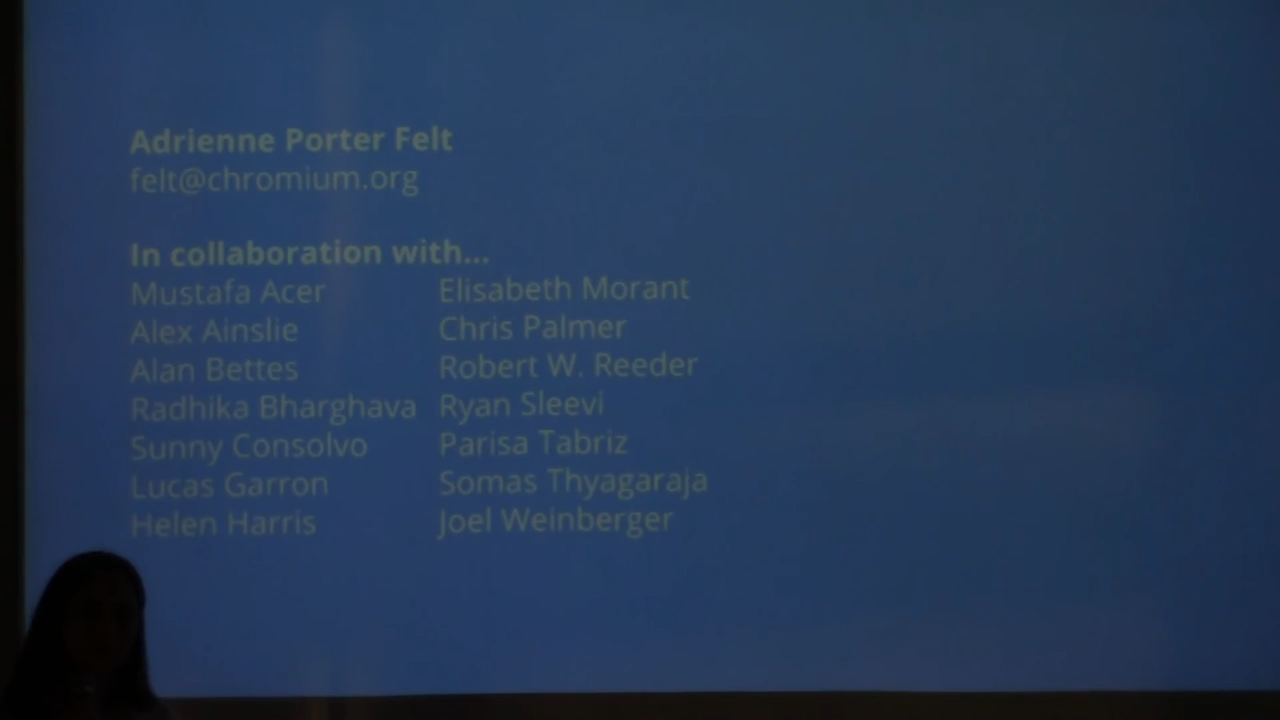 Adrienne Porter Felt
felt@chromium.org
In collaboration with...
Mustafa Acer
Alex Ainslie
Alan Bettes
Radhika Bharghava
Sunny Consolvo
Lucas Garron
Helen Harris
Elisabeth Morant
Chris Palmer
Robert W. Reeder
Ryan Sleevi
Parisa Tabriz
Somas Thyagaraja
Joel Weinberger